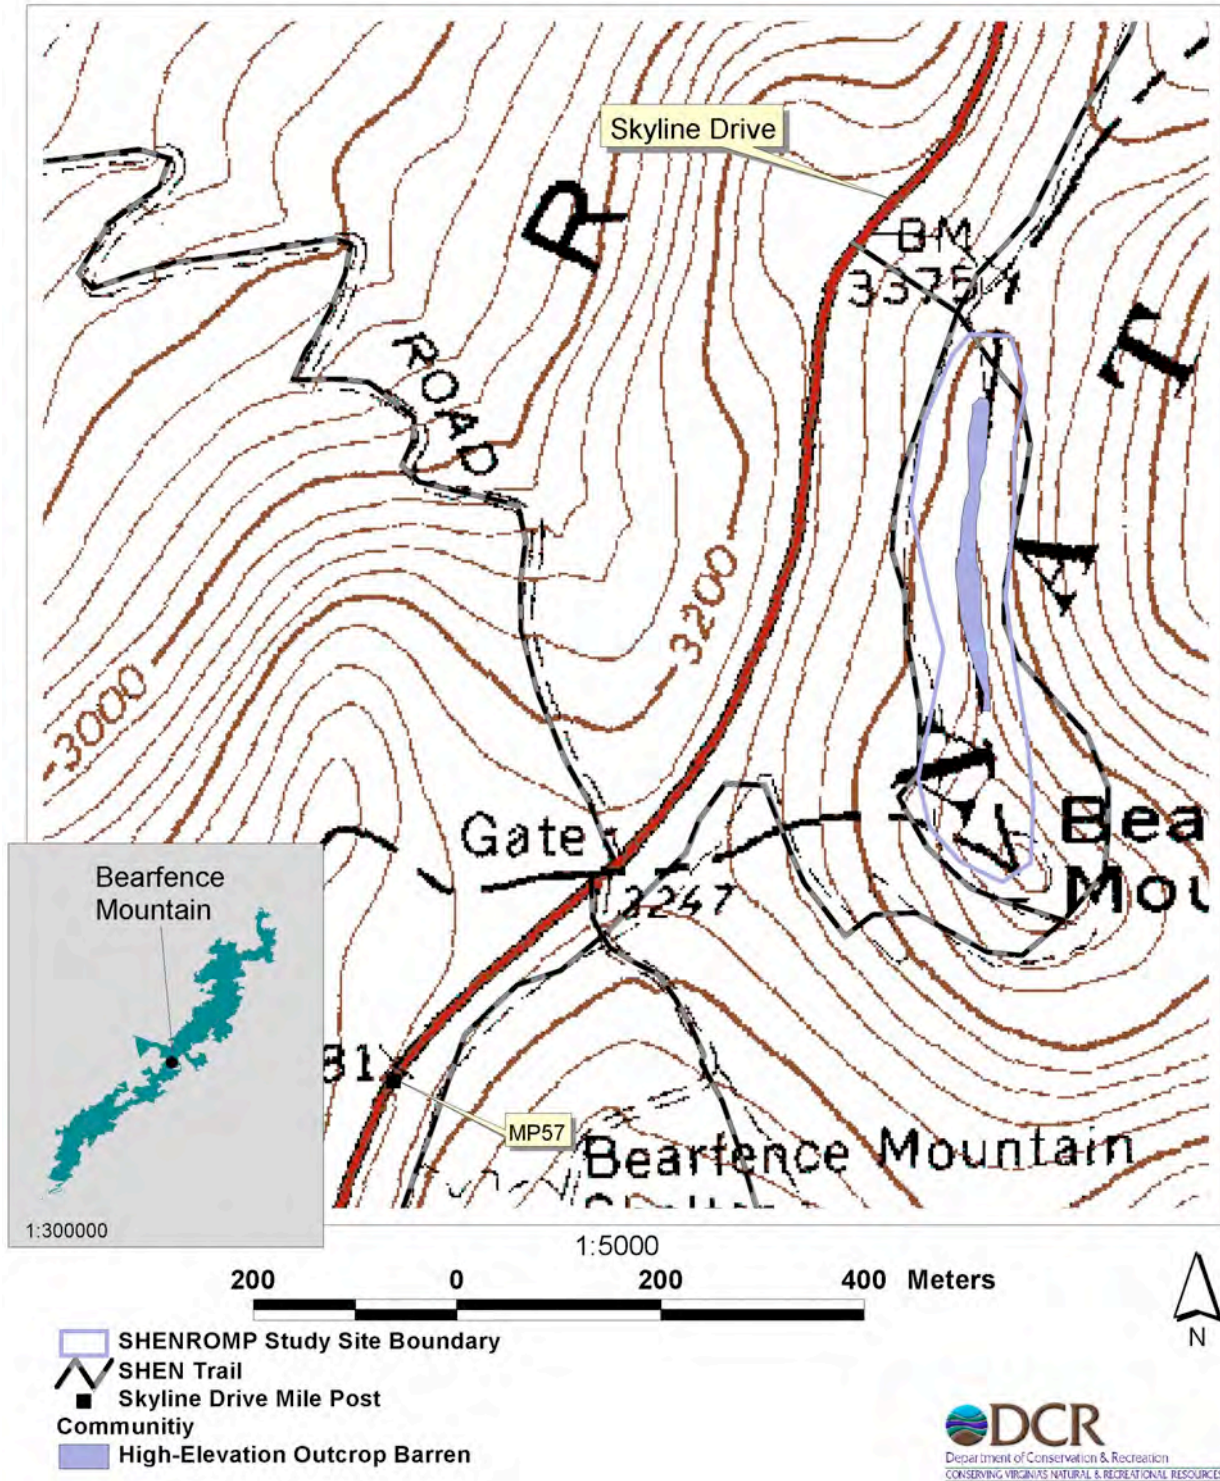 Skyline Drive
R
BM
3375
T
ROAD
A
3200
3000
Gate
3247
Bea
Mou
Bearfence
Mountain
1:300000
31
MP57
Bearfence Mountain
1:5000
200 0 200 400 Meters
N
SHENROMP Study Site Boundary
SHEN Trail
Skyline Drive Mile Post
Communitiy
High-Elevation Outcrop Barren
DCR
Department of Conservation & Recreation
CONSERVING VIRGINIA'S NATURAL & RECREATIONAL RESOURCES